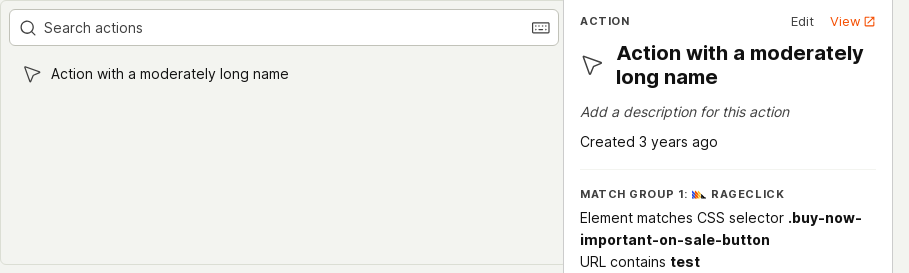 Search actions
Action with a moderately long name
ACTION
Edit
View
Action with a moderately
long name
Add a description for this action
Created 3 years ago
MATCH GROUP 1: RAGECLICK
Element matches CSS selector .buy-now-
important-on-sale-button
URL contains test